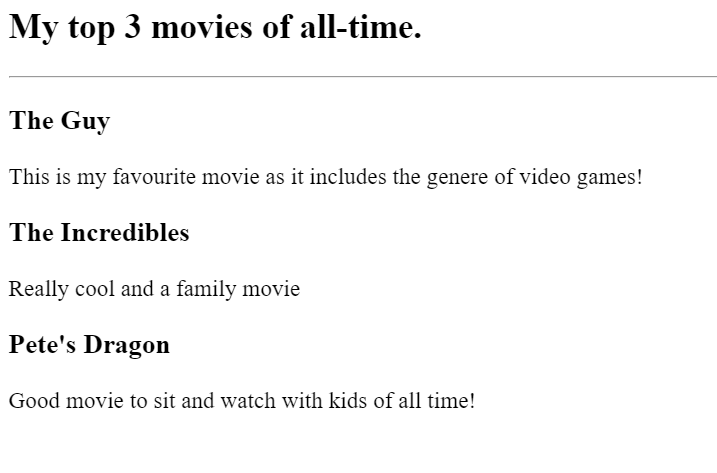 My top 3 movies of all-time.
The Guy
This is my favourite movie as it includes the genere of video games!
The Incredibles
Really cool and a family movie
Pete's Dragon
Good movie to sit and watch with kids of all time!